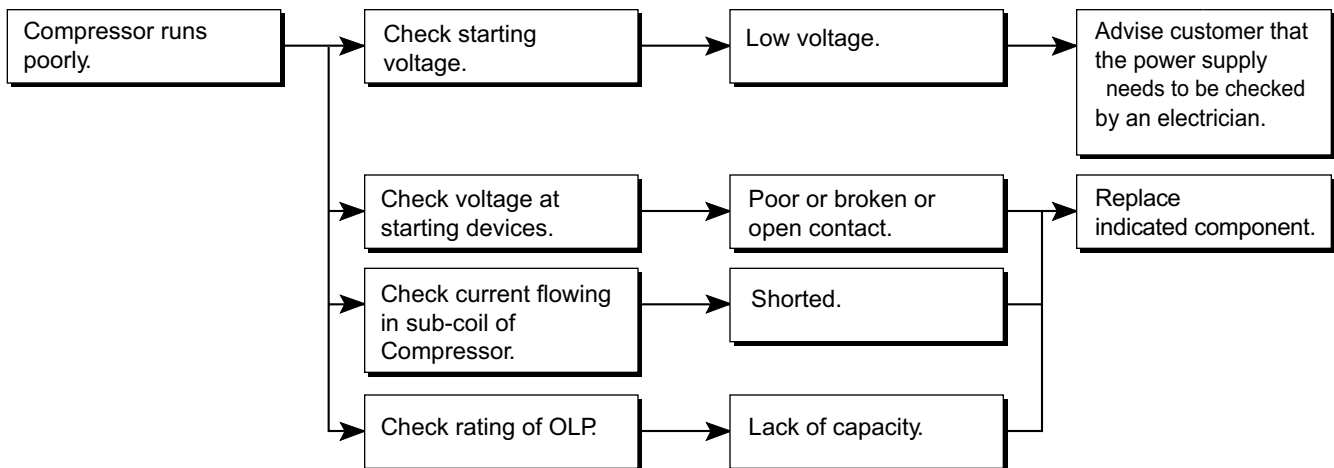 Compressor runs
poorly.
Check starting
voltage.
Low voltage.
Advise customer that
the power supply
needs to be checked
by an electrician.
Check voltage at
starting devices.
Poor or broken or
open contact.
Replace
indicated component.
Check current flowing
in sub-coil of
Compressor.
Shorted.
Check rating of OLP.
Lack of capacity.